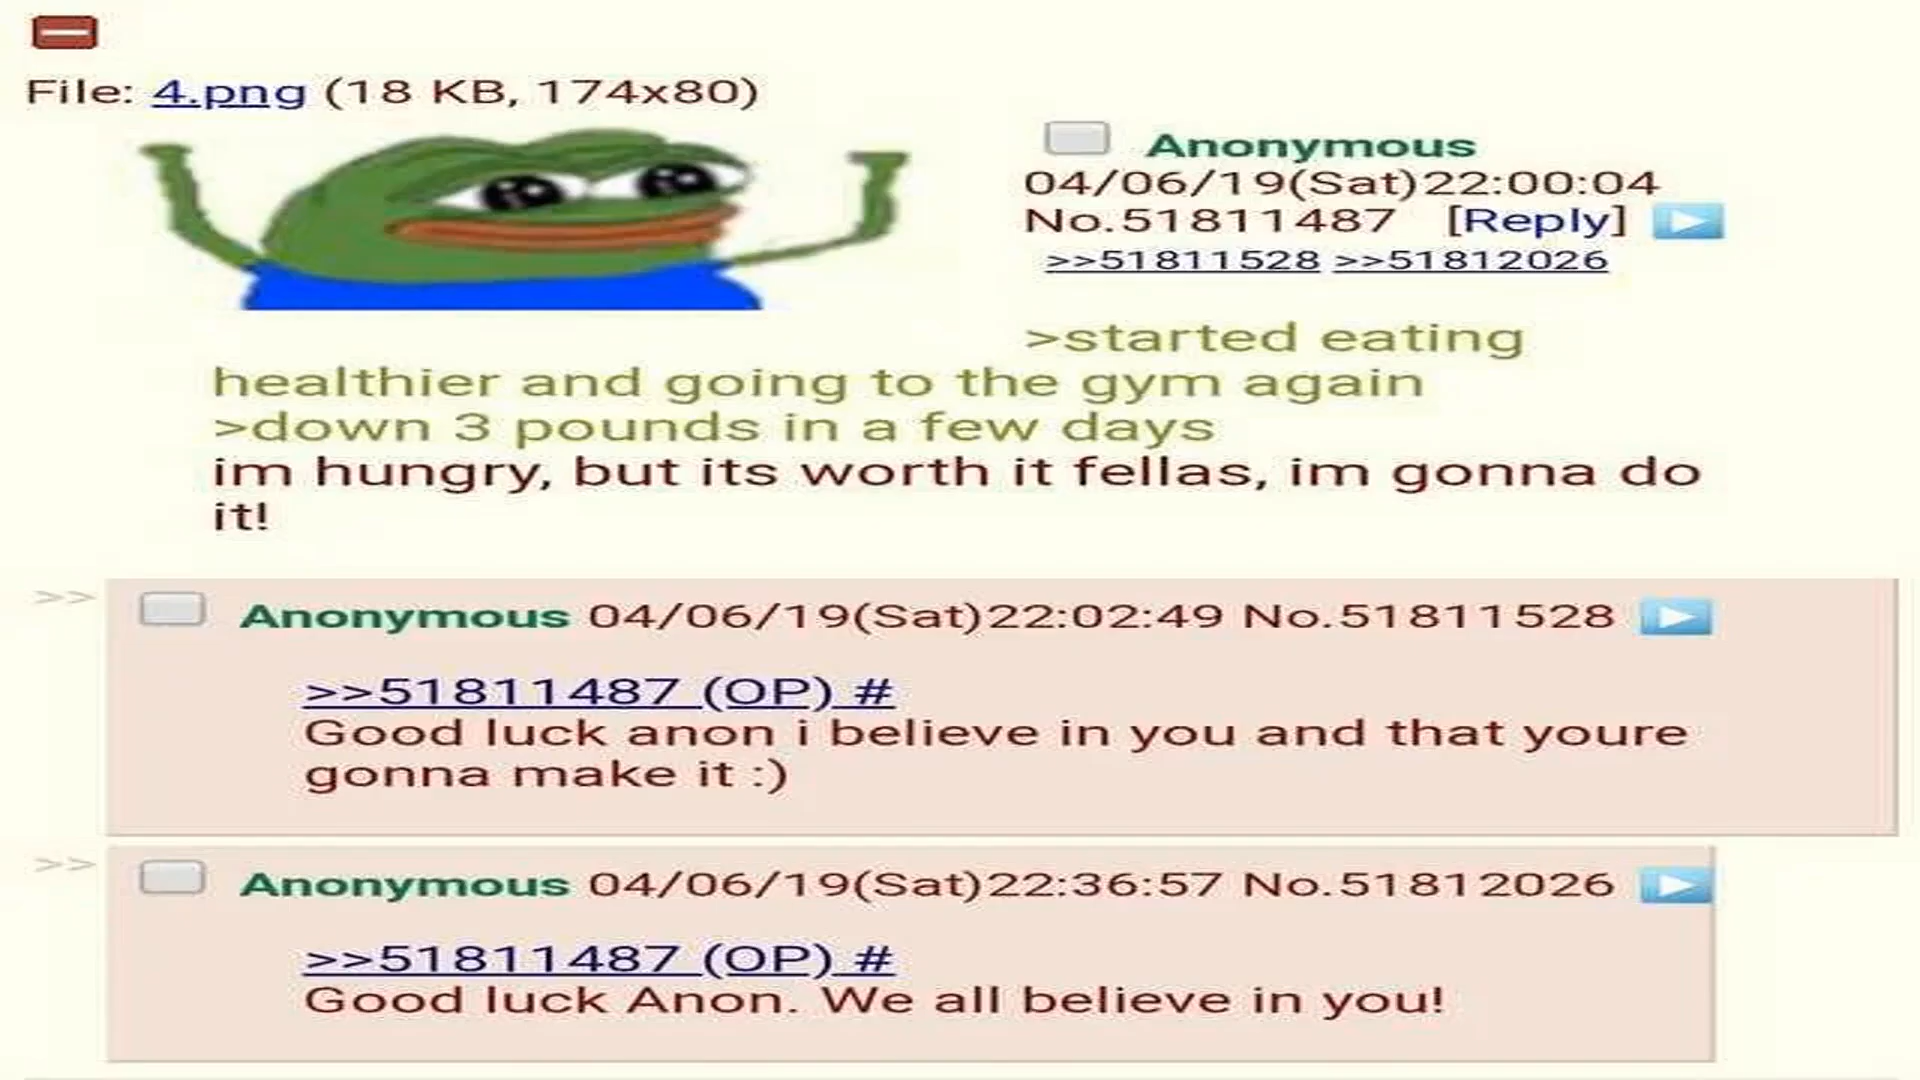 File: 4.png (18 KB, 174x80)
Anonymous
04/06/19(Sat)22:00:04
No.51811487 [Reply]
>>51811528 >>51812026
>started eating
healthier and going to the gym again
>down 3 pounds in a few days
im hungry, but its worth it fellas, im gonna do
it!
>> Anonymous 04/06/19(Sat)22:02:49 No.51811528
>>51811487 (OP) #
Good luck anon i believe in you and that youre
gonna make it :)
>> Anonymous 04/06/19(Sat)22:36:57 No.51812026
>>51811487 (OP) #
Good luck Anon. We all believe in you!